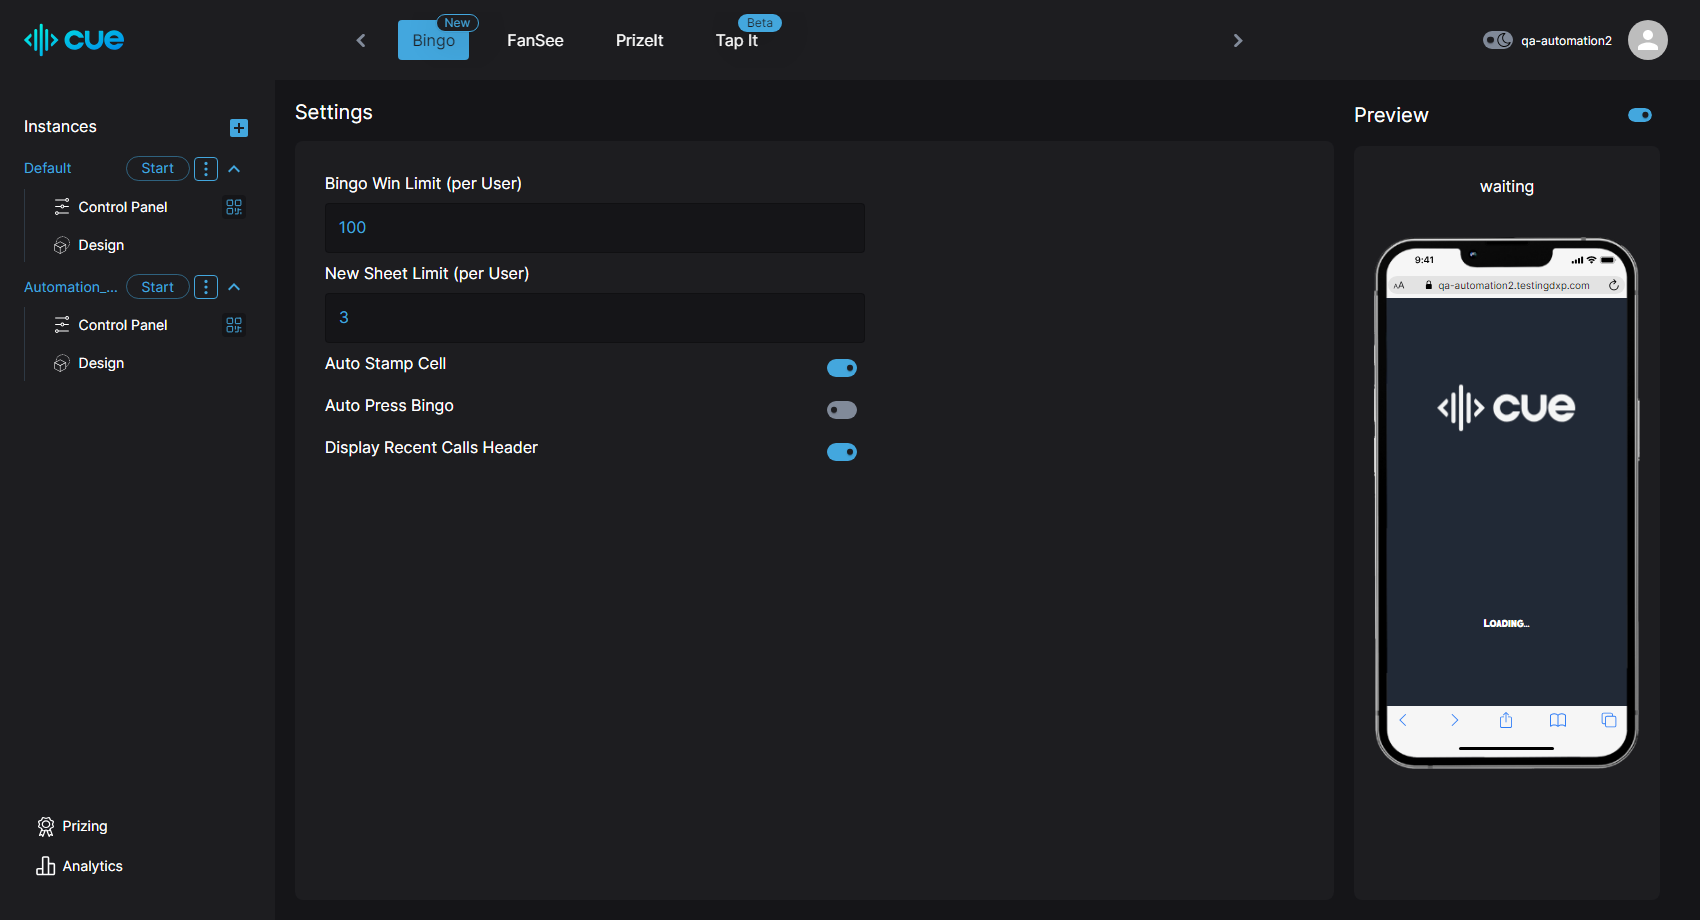 cue
Bingo
New
FanSee
PrizeIt
Tap It
Beta
qa-automation2
Instances
Default
Start
Control Panel
Design
Automation_...
Start
Control Panel
Design
Prizing
Analytics
Settings
Bingo Win Limit (per User)
100
New Sheet Limit (per User)
3
Auto Stamp Cell
Auto Press Bingo
Display Recent Calls Header
Preview
waiting
9:41
AA
qa-automation2.testingdxp.com
cue
LOADING...